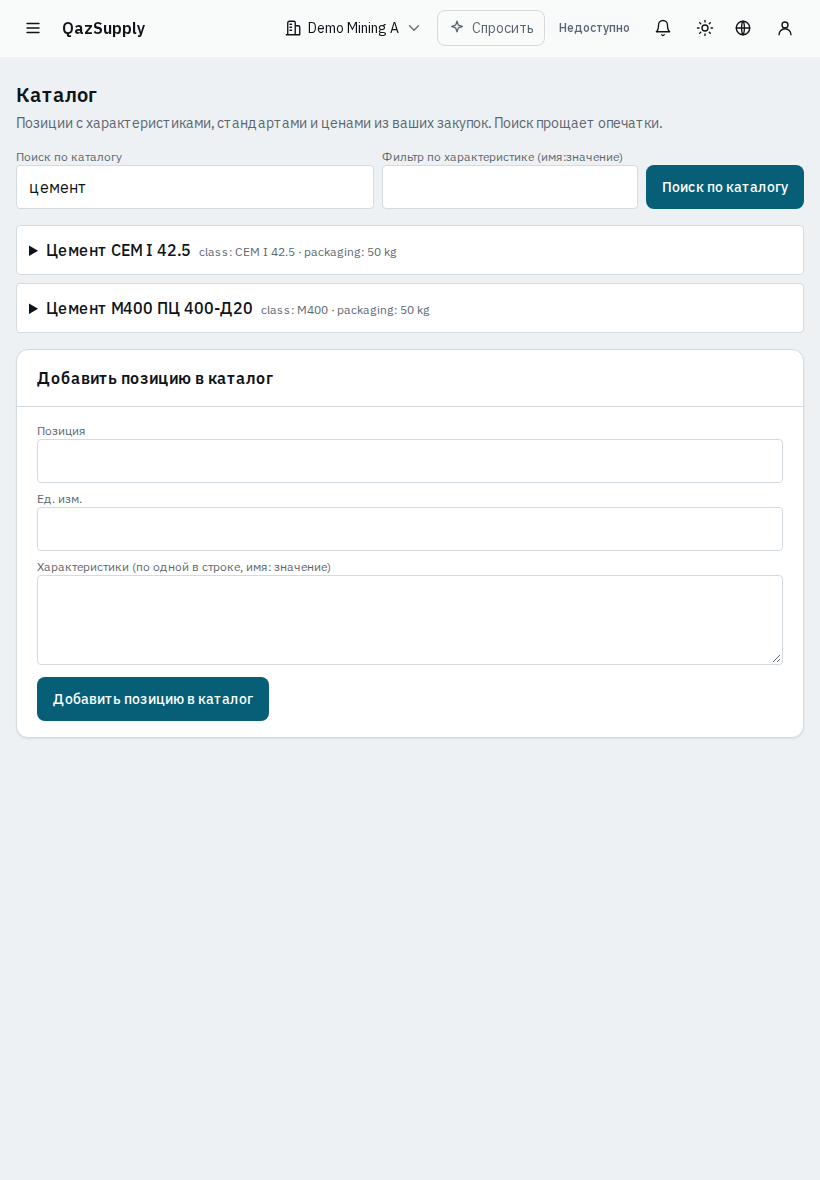 QazSupply Demo Mining A Спросить Недоступно
Каталог
Позиции с характеристиками, стандартами и ценами из ваших закупок. Поиск прощает опечатки.
Поиск по каталогу Фильтр по характеристике (имя:значение)
цемент Поиск по каталогу
Цемент CEM I 42.5 class: CEM I 42.5 · packaging: 50 kg
Цемент М400 ПЦ 400-Д20 class: M400 · packaging: 50 kg
Добавить позицию в каталог
Позиция
Ед. изм.
Характеристики (по одной в строке, имя: значение)
Добавить позицию в каталог